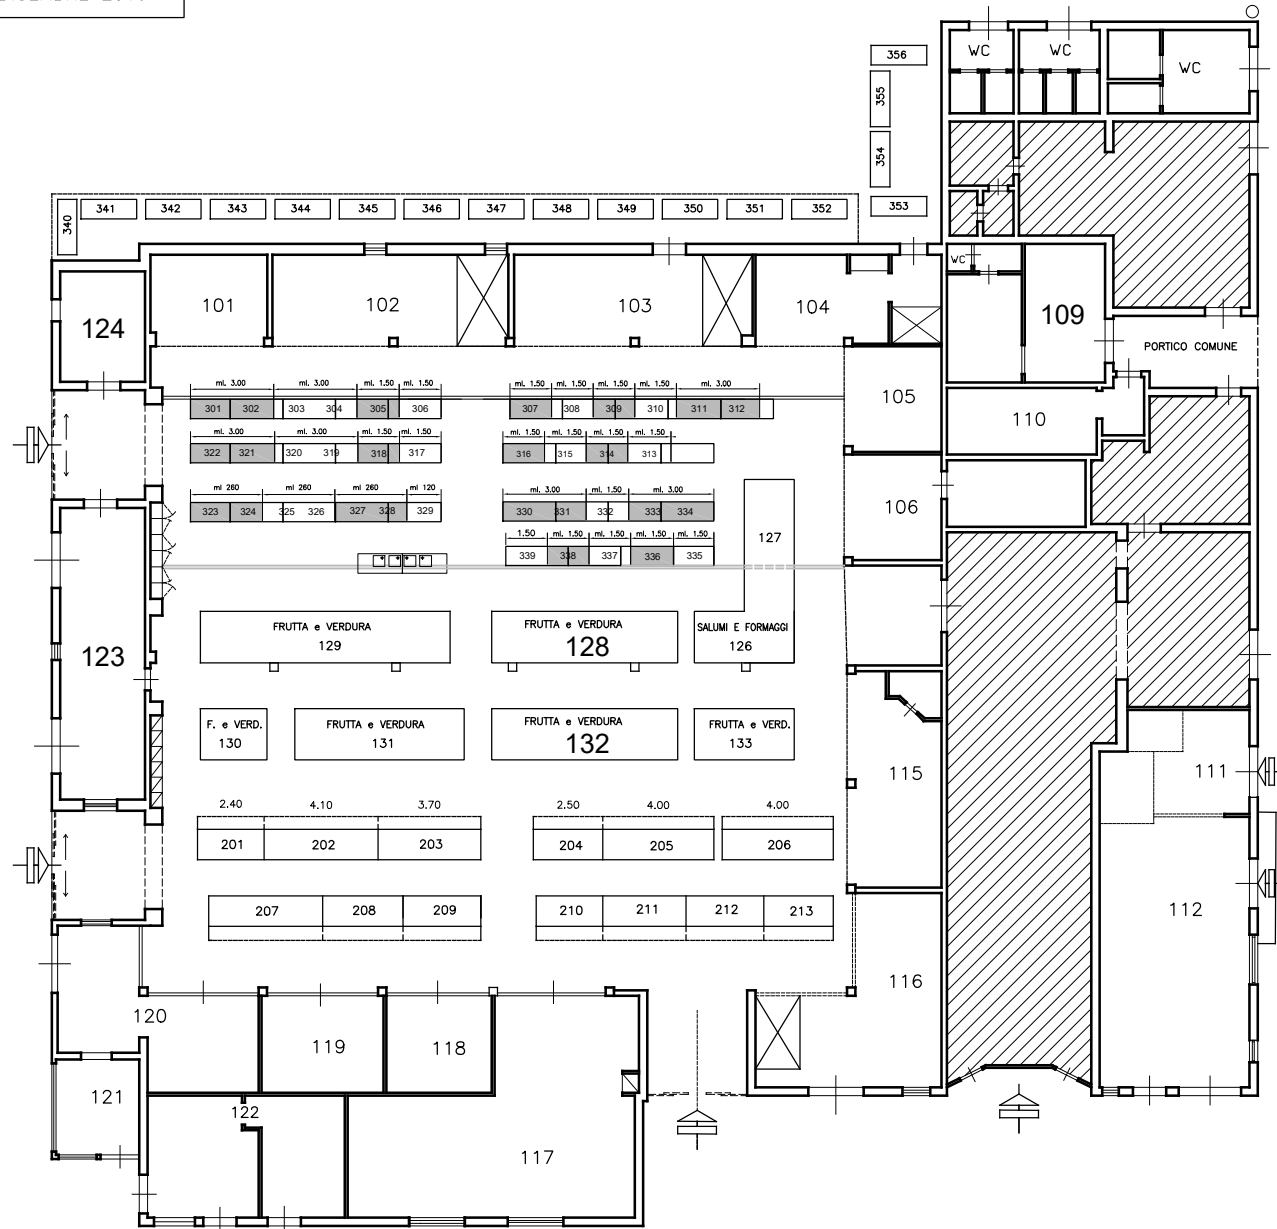 WC
WC
WC
356
355
354
353
340
341 342 343 344 345 346 347 348 349 350 351 352
101
102
103
104
WC
109
PORTICO COMUNE
124
105
110
ml. 3.00 ml. 3.00 ml. 1.50 ml. 1.50 ml. 1.50 ml. 1.50 ml. 1.50 ml. 1.50 ml. 3.00
301 302 303 304 305 306 307 308 309 310 311 312
ml. 3.00 ml. 3.00 ml. 1.50 ml. 1.50 ml. 1.50 ml. 1.50 ml. 1.50 ml. 1.50
322 321 320 319 318 317 316 315 314 313
ml 260 ml 260 ml 260 ml 120 ml. 3.00 ml. 1.50 ml. 3.00
323 324 325 326 327 328 329 330 331 332 333 334
1.50 ml. 1.50 ml. 1.50 ml. 1.50 ml. 1.50
339 338 337 336 335
106
127
FRUTTA e VERDURA
129
FRUTTA e VERDURA
128
SALUMI E FORMAGGI
126
123
F. e VERD.
130
FRUTTA e VERDURA
131
FRUTTA e VERDURA
132
FRUTTA e VERD.
133
115
111
2.40 4.10 3.70 2.50 4.00 4.00
201 202 203 204 205 206
207 208 209 210 211 212 213
112
116
120
119
118
121
122
117